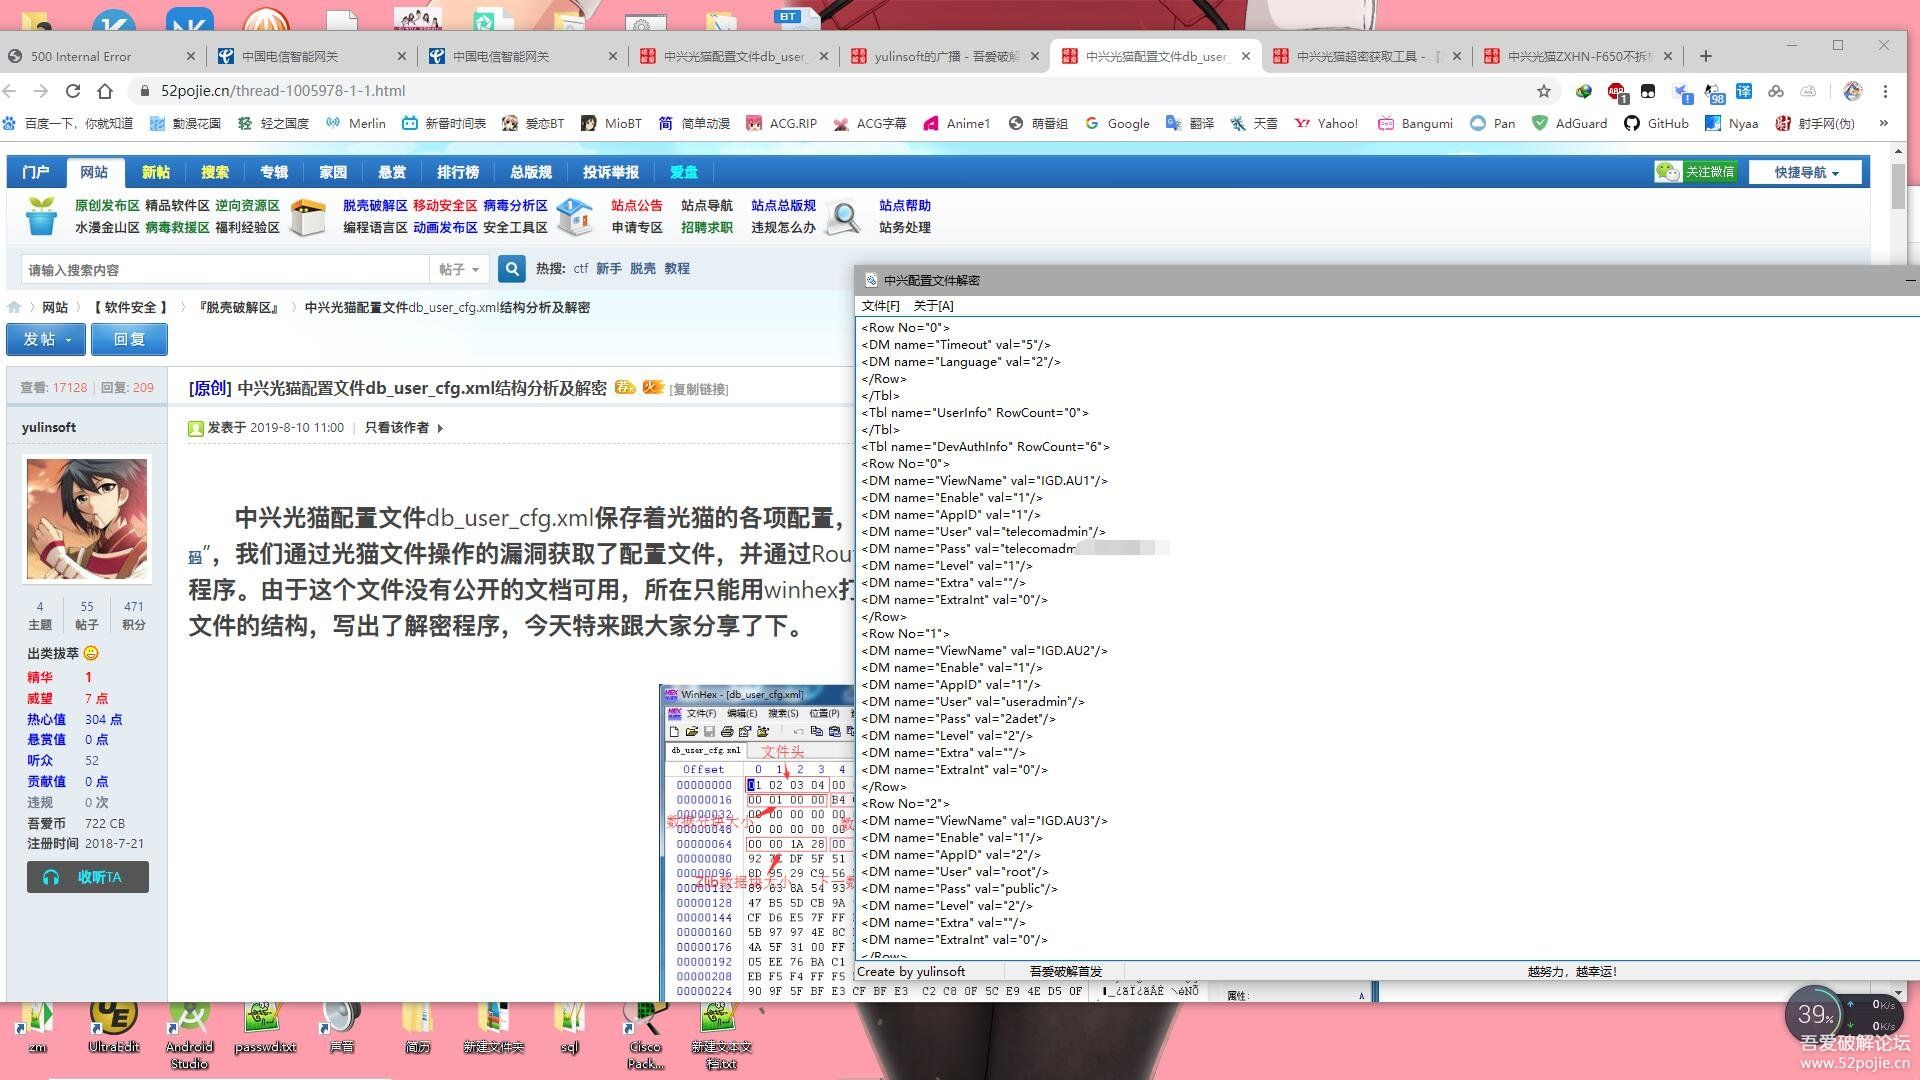 BT
500 Internal Error
中国电信智能网关
中国电信智能网关
中兴光猫配置文件db_user_
yulinsoft的广播 - 吾爱破解
中兴光猫配置文件db_user_
中兴光猫超密获取工具 -
中兴光猫ZXHN-F650不拆
52pojie.cn/thread-1005978-1-1.html
百度一下，你就知道
動漫花園
轻之国度
Merlin
新番时间表
爱恋BT
MioBT
简单动漫
ACG.RIP
ACG字幕
Anime1
萌番组
Google
翻译
天雪
Yahoo!
Bangumi
Pan
AdGuard
GitHub
Nyaa
射手网(伪)
门户 网站 新帖 搜索 专辑 家园 悬赏 排行榜 总版规 投诉举报 爱盘
关注微信
快捷导航
原创发布区 精品软件区 逆向资源区
水漫金山区 病毒救援区 福利经验区
脱壳破解区 移动安全区 病毒分析区
编程语言区 动画发布区 安全工具区
站点公告 站点导航 站点总版规
申请专区 招聘求职 违规怎么办
站点帮助
站务处理
请输入搜索内容
帖子
热搜: ctf 新手 脱壳 教程
网站 〉 【 软件安全 】 〉 『脱壳破解区』 〉 中兴光猫配置文件db_user_cfg.xml结构分析及解密
发帖
回复
查看: 17128 | 回复: 209
[原创] 中兴光猫配置文件db_user_cfg.xml结构分析及解密 [复制链接]
yulinsoft
发表于 2019-8-10 11:00 | 只看该作者
中兴光猫配置文件db_user_cfg.xml保存着光猫的各项配置，
码”，我们通过光猫文件操作的漏洞获取了配置文件，并通过Rou
程序。由于这个文件没有公开的文档可用，所在只能用winhex打
文件的结构，写出了解密程序，今天特来跟大家分享了下。
4 55 471
主题 帖子 积分
出类拔萃
精华 1
威望 7 点
热心值 304 点
悬赏值 0 点
听众 52
贡献值 0 点
违规 0 次
吾爱币 722 CB
注册时间 2018-7-21
收听TA
WinHex - [db_user_cfg.xml]
文件(F) 编辑(E) 搜索(S) 位置(P)
db_user_cfg.xml
文件头
Offset 0 1 2 3 4
00000000 01 02 03 04 00
00000016 00 01 00 00 B4
00000032 00 00 00 00 00
数据分块大小
00000048 00 00 00 00 00
00000064 00 00 1A 28 00
00000080 92 DF 5F 51
00000096 8D 95 29 C9 56
Zlib数据块大小
00000112 89 63 8A 54 93
00000128 47 B5 5D CB 9A
00000144 CF D6 E5 7F FF
00000160 5B 97 97 4E 8C
00000176 4A 5F 31 00 FF
00000192 05 EE 76 BA C1
00000208 EB F5 F4 FF F5
00000224 90 9F 5F BF E3 CF BF E3 C2 C8 0F 5C E9 4E D5 0F
属性:
中兴配置文件解密
文件[F] 关于[A]
<Row No="0">
<DM name="Timeout" val="5"/>
<DM name="Language" val="2"/>
</Row>
</Tbl>
<Tbl name="UserInfo" RowCount="0">
</Tbl>
<Tbl name="DevAuthInfo" RowCount="6">
<Row No="0">
<DM name="ViewName" val="IGD.AU1"/>
<DM name="Enable" val="1"/>
<DM name="AppID" val="1"/>
<DM name="User" val="telecomadmin"/>
<DM name="Pass" val="telecomadm
<DM name="Level" val="1"/>
<DM name="Extra" val=""/>
<DM name="ExtraInt" val="0"/>
</Row>
<Row No="1">
<DM name="ViewName" val="IGD.AU2"/>
<DM name="Enable" val="1"/>
<DM name="AppID" val="1"/>
<DM name="User" val="useradmin"/>
<DM name="Pass" val="2adet"/>
<DM name="Level" val="2"/>
<DM name="Extra" val=""/>
<DM name="ExtraInt" val="0"/>
</Row>
<Row No="2">
<DM name="ViewName" val="IGD.AU3"/>
<DM name="Enable" val="1"/>
<DM name="AppID" val="2"/>
<DM name="User" val="root"/>
<DM name="Pass" val="public"/>
<DM name="Level" val="2"/>
<DM name="Extra" val=""/>
<DM name="ExtraInt" val="0"/>
</Row>
Create by yulinsoft
吾爱破解首发
越努力，越幸运！
zm
UltraEdit
Android Studio
passwd.txt
声音
简历
新建文件夹
sql
Cisco Pack...
新建文本文档.txt
39%
0K/s
0K/s
吾爱破解论坛
www.52pojie.cn